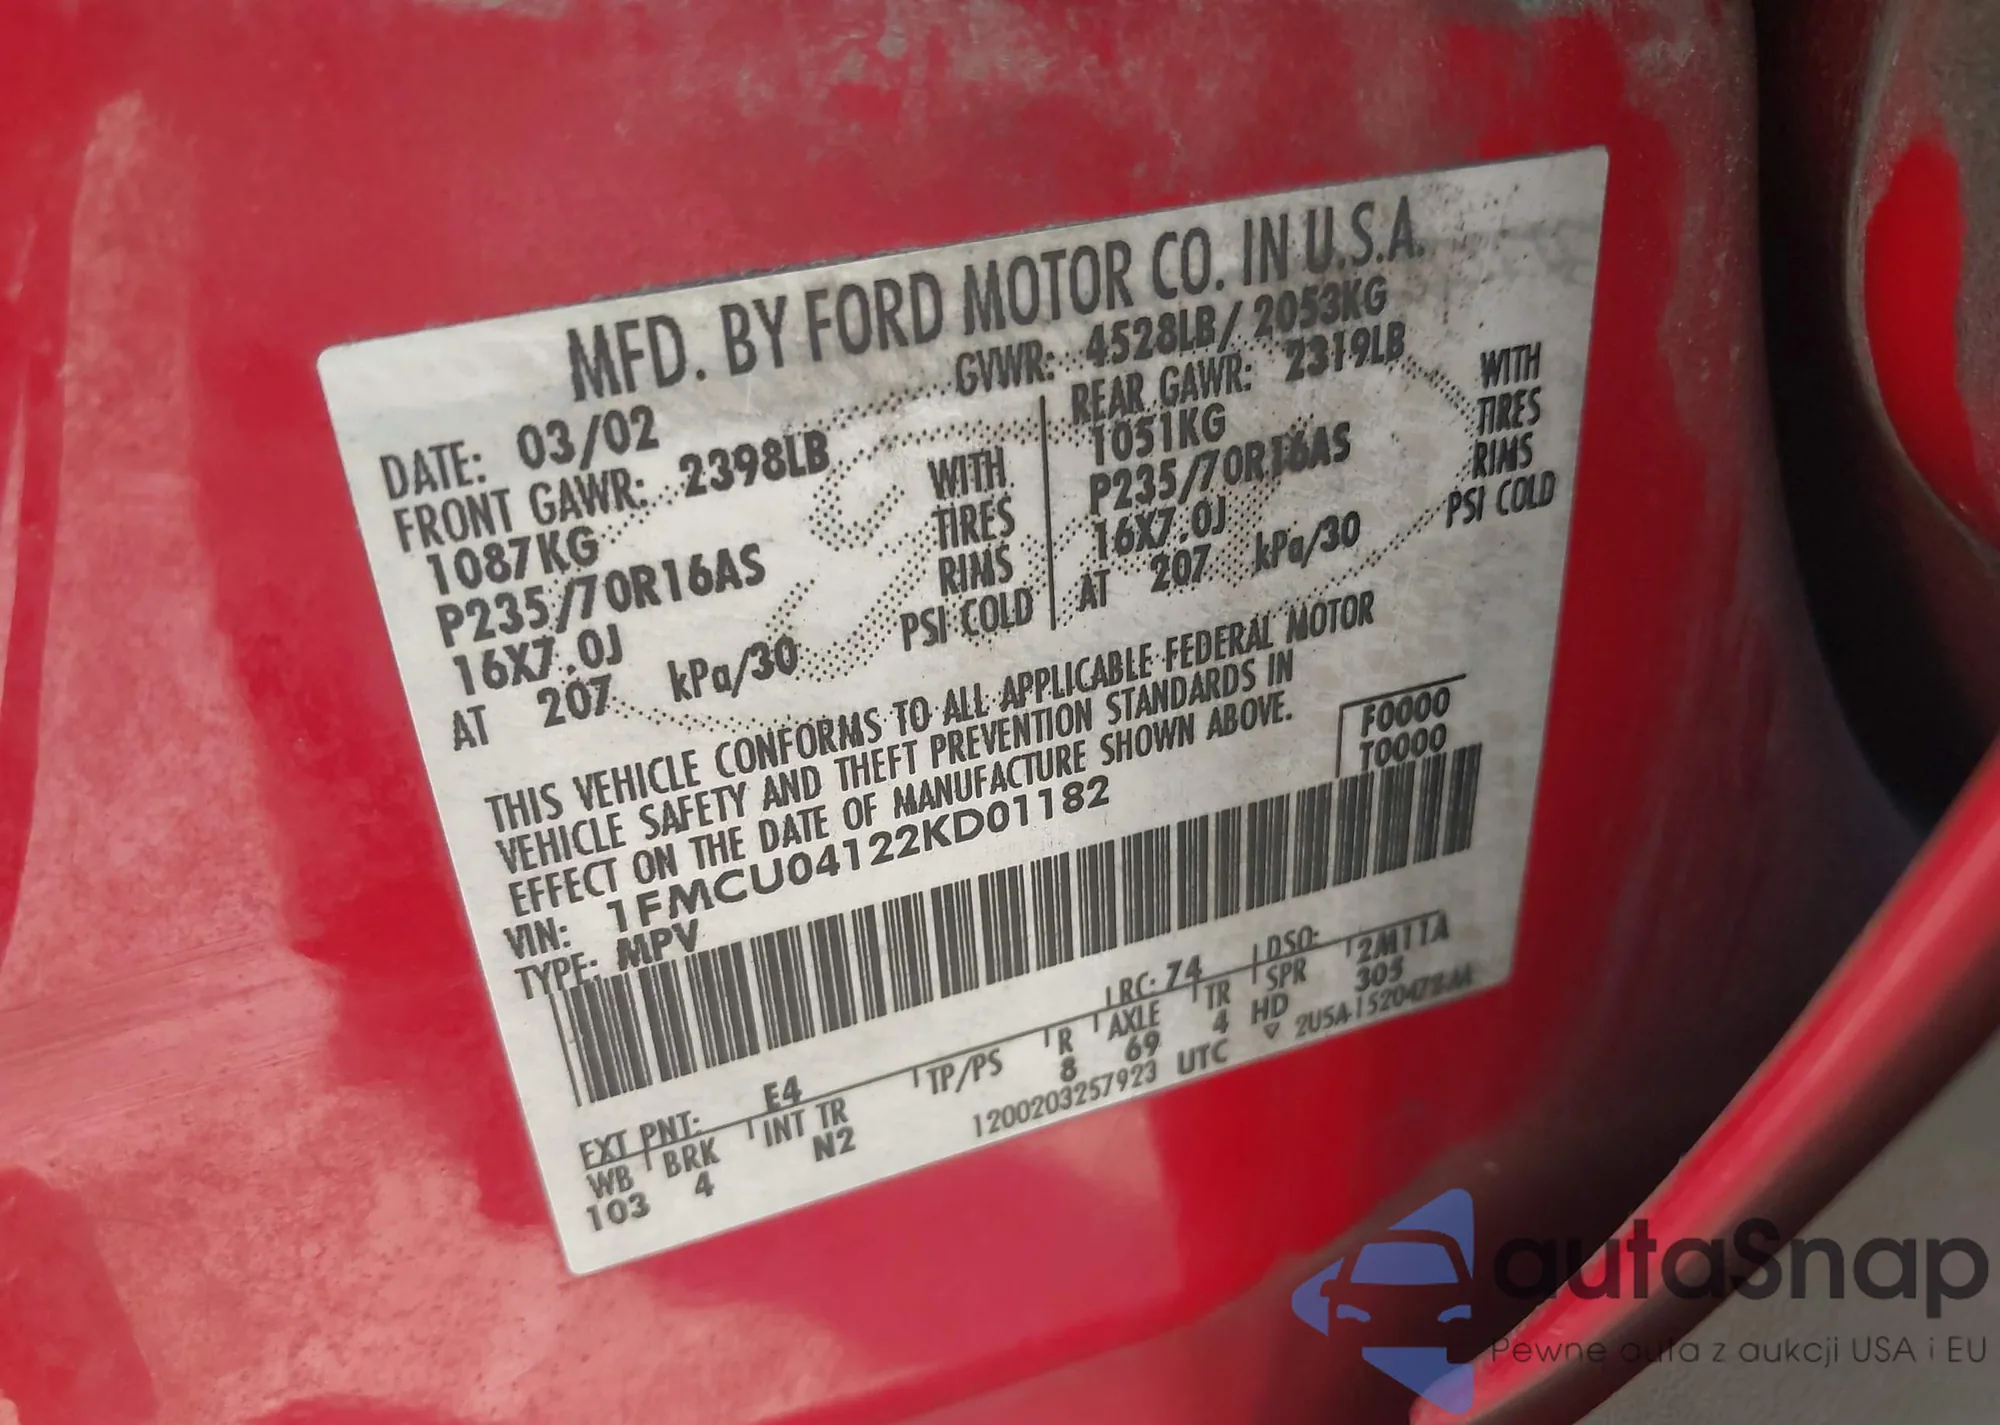 MFD. BY FORD MOTOR CO. IN U.S.A.
DATE: 03/02 GVWR: 4528LB/ 2053KG
FRONT GAWR: 2398LB REAR GAWR: 2319LB
1087KG WITH 1051KG WITH
P235/70R16AS TIRES P235/70R16AS TIRES
16X7.0J RIMS 16X7.0J RIMS
AT 207 kPa/30 PSI COLD AT 207 kPa/30 PSI COLD
THIS VEHICLE CONFORMS TO ALL APPLICABLE FEDERAL MOTOR
VEHICLE SAFETY AND THEFT PREVENTION STANDARDS IN
EFFECT ON THE DATE OF MANUFACTURE SHOWN ABOVE.
VIN: 1FMCU04122KD01182 F0000
TYPE: MPV T0000
EXT PNT: E4 RC: 74 DSO:
WB BRK INT TR TP/PS R AXLE TR SPR
103 4 N2 8 69 4 HD 305
1200203257923 UTC
autaSnap
Pewne auta z aukcji USA i EU